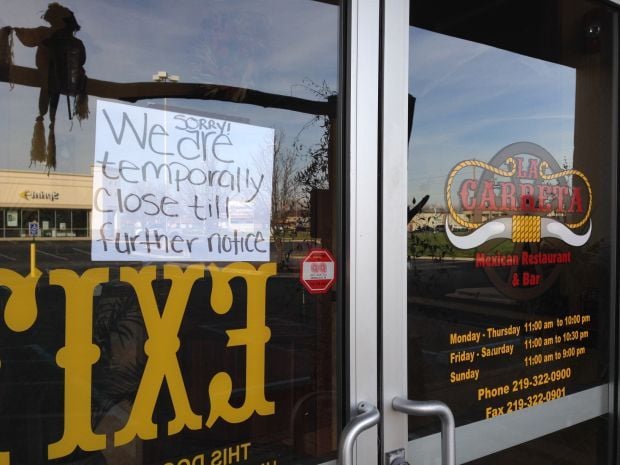 SORRY!
We are
temporally
close till
further notice
EXIT
THIS DOO
LA
CARRETA
Mexican Restaurant
& Bar
Monday - Thursday 11:00 am to 10:00 pm
Friday - Saturday 11:00 am to 10:30 pm
Sunday 11:00 am to 9:00 pm
Phone 219-322-0900
Fax 219-322-0901